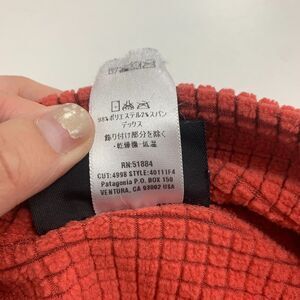 98% ポリエステル2% スパン
デックス
飾り付け部分を除く
・乾燥機・低温
RN:51884
CUT:4998 STYLE:40111F4
Patagonia P.O. BOX 150
VENTURA, CA 93002 USA